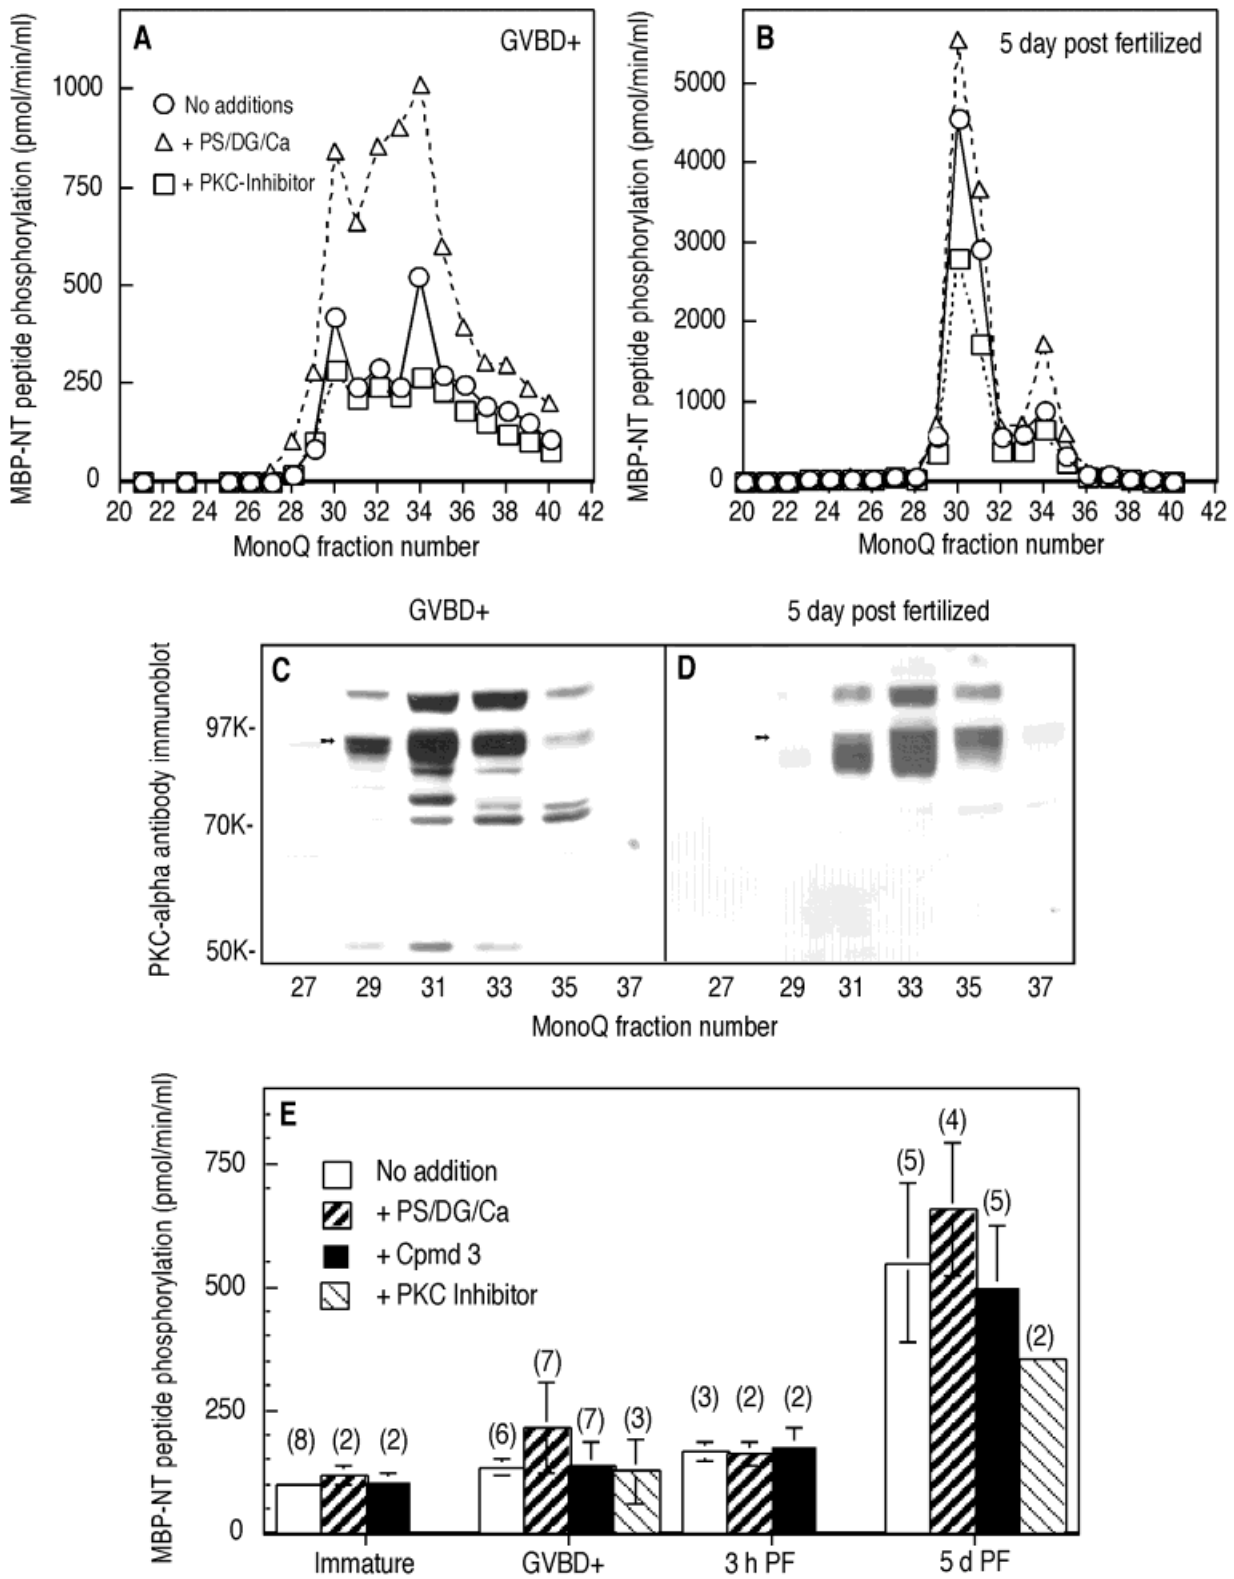 A
GVBD+
MBP-NT peptide phosphorylation (pmol/min/ml)
1000
750
500
250
0
No additions
+ PS/DG/Ca
+ PKC-Inhibitor
20 22 24 26 28 30 32 34 36 38 40 42
MonoQ fraction number
B
5 day post fertilized
MBP-NT peptide phosphorylation (pmol/min/ml)
5000
4000
3000
2000
1000
0
20 22 24 26 28 30 32 34 36 38 40 42
MonoQ fraction number
GVBD+
5 day post fertilized
PKC-alpha antibody immunoblot
C
D
97K-
70K-
50K-
27 29 31 33 35 37
27 29 31 33 35 37
MonoQ fraction number
E
MBP-NT peptide phosphorylation (pmol/min/ml)
750
500
250
0
No addition
+ PS/DG/Ca
+ Cpmd 3
+ PKC Inhibitor
(8) (2) (2)
(6) (7) (7) (3)
(3) (2) (2)
(5) (4) (5) (2)
Immature GVBD+ 3 h PF 5 d PF